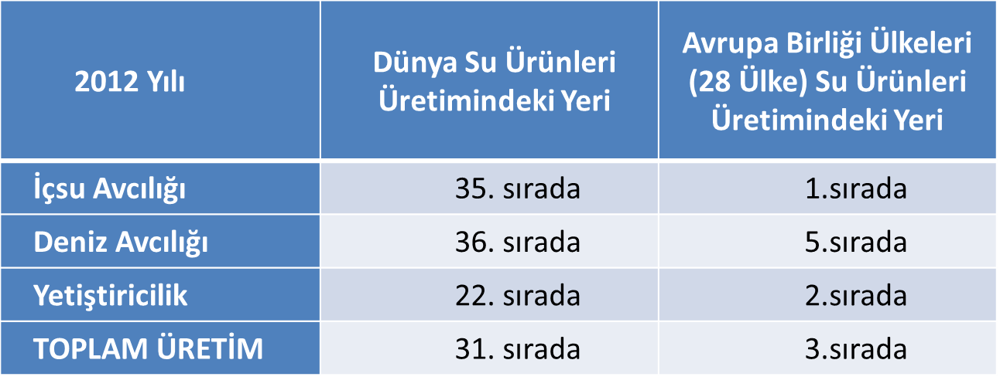 2012 Yılı
Dünya Su Ürünleri
Üretimindeki Yeri
Avrupa Birliği Ülkeleri
(28 Ülke) Su Ürünleri
Üretimindeki Yeri
İçsu Avcılığı 35. sırada 1.sırada
Deniz Avcılığı 36. sırada 5.sırada
Yetiştiricilik 22. sırada 2.sırada
TOPLAM ÜRETİM 31. sırada 3.sırada